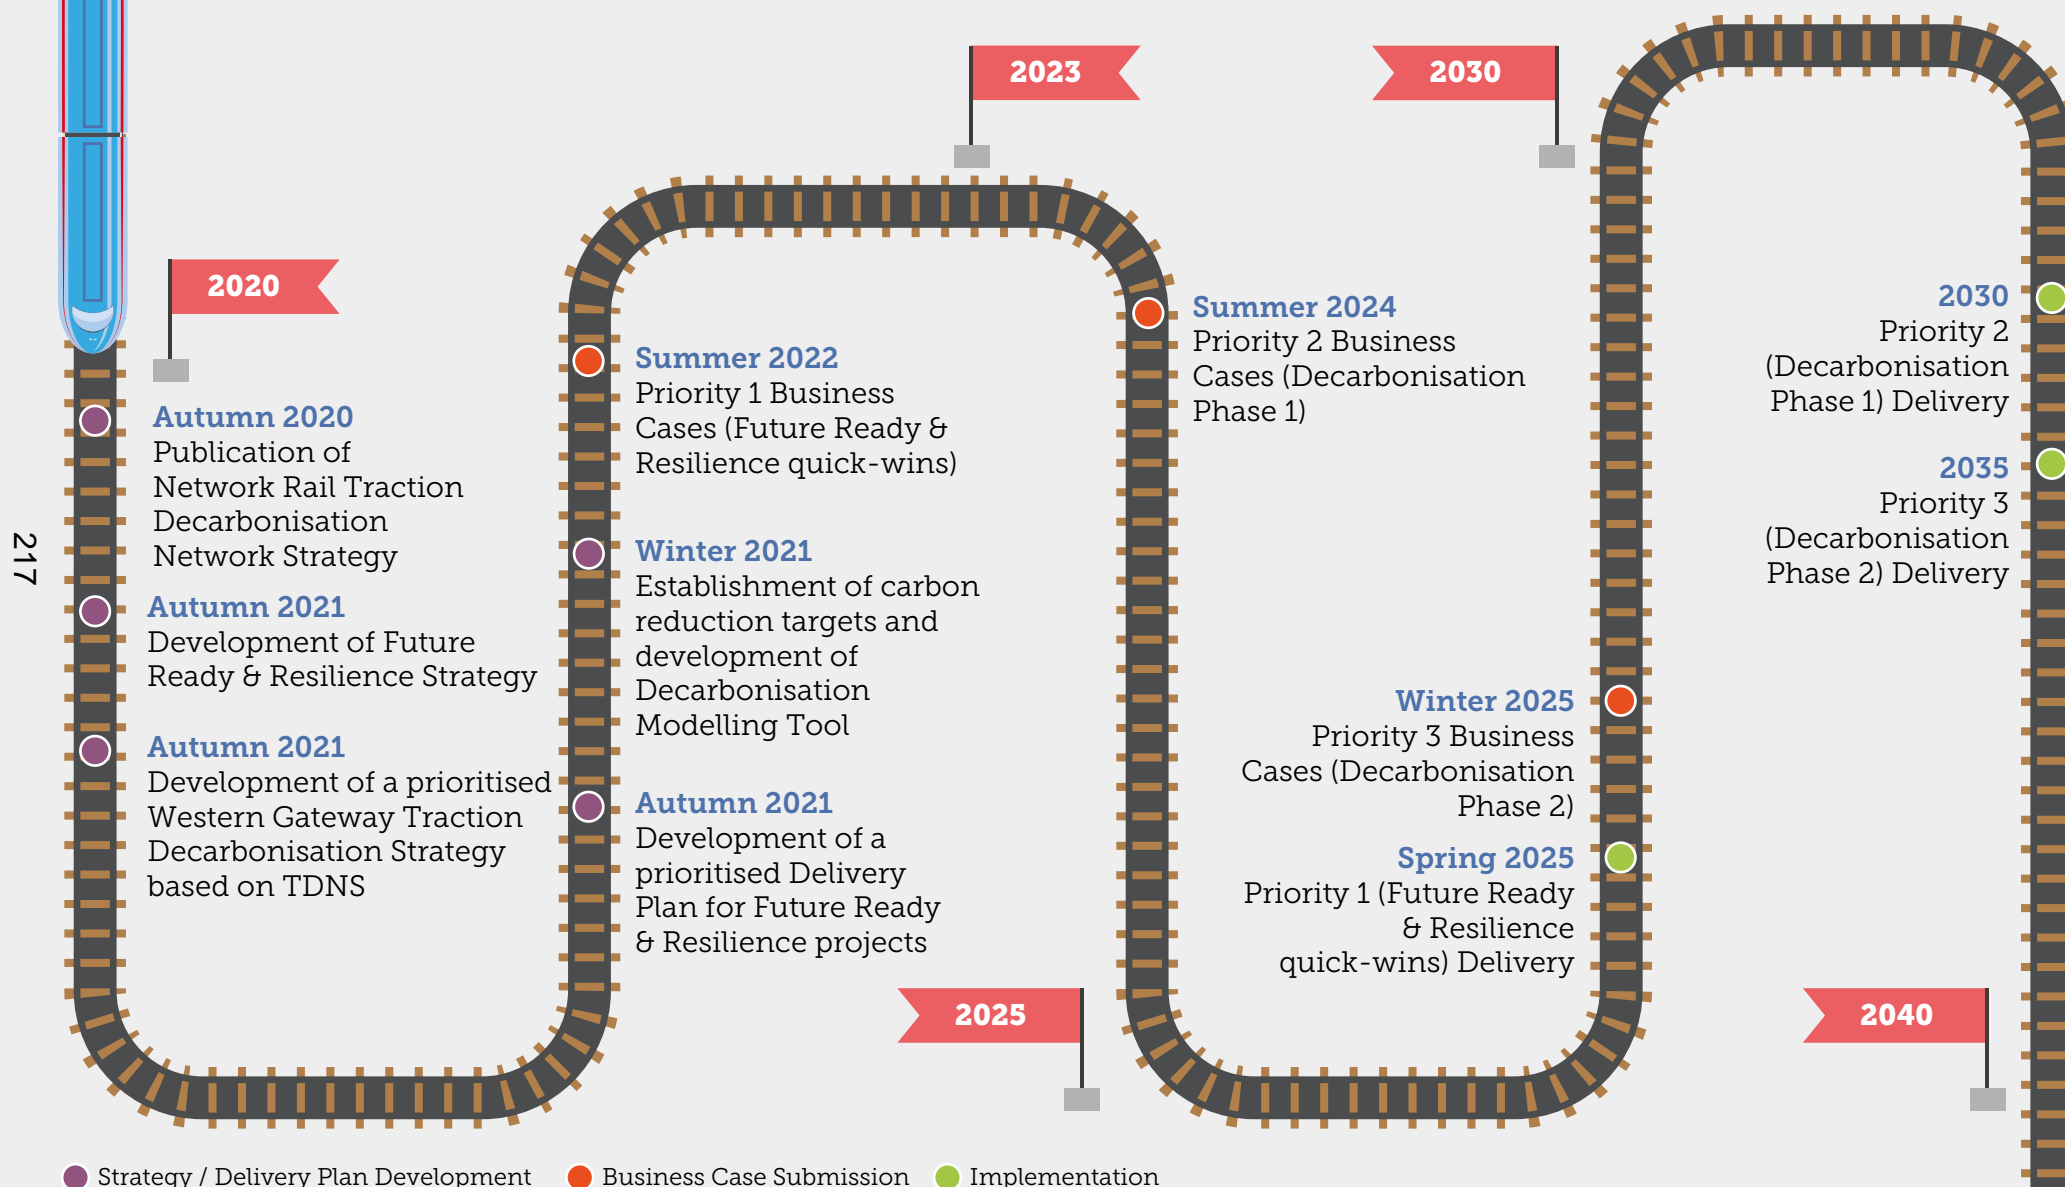 217
2020
Autumn 2020
Publication of
Network Rail Traction
Decarbonisation
Network Strategy
Autumn 2021
Development of Future
Ready & Resilience Strategy
Autumn 2021
Development of a prioritised
Western Gateway Traction
Decarbonisation Strategy
based on TDNS
Summer 2022
Priority 1 Business
Cases (Future Ready &
Resilience quick-wins)
Winter 2021
Establishment of carbon
reduction targets and
development of
Decarbonisation
Modelling Tool
Autumn 2021
Development of a
prioritised Delivery
Plan for Future Ready
& Resilience projects
2023
Summer 2024
Priority 2 Business
Cases (Decarbonisation
Phase 1)
2025
Winter 2025
Priority 3 Business
Cases (Decarbonisation
Phase 2)
Spring 2025
Priority 1 (Future Ready
& Resilience
quick-wins) Delivery
2030
2030
Priority 2
(Decarbonisation
Phase 1) Delivery
2035
Priority 3
(Decarbonisation
Phase 2) Delivery
2040
Strategy / Delivery Plan Development
Business Case Submission
Implementation